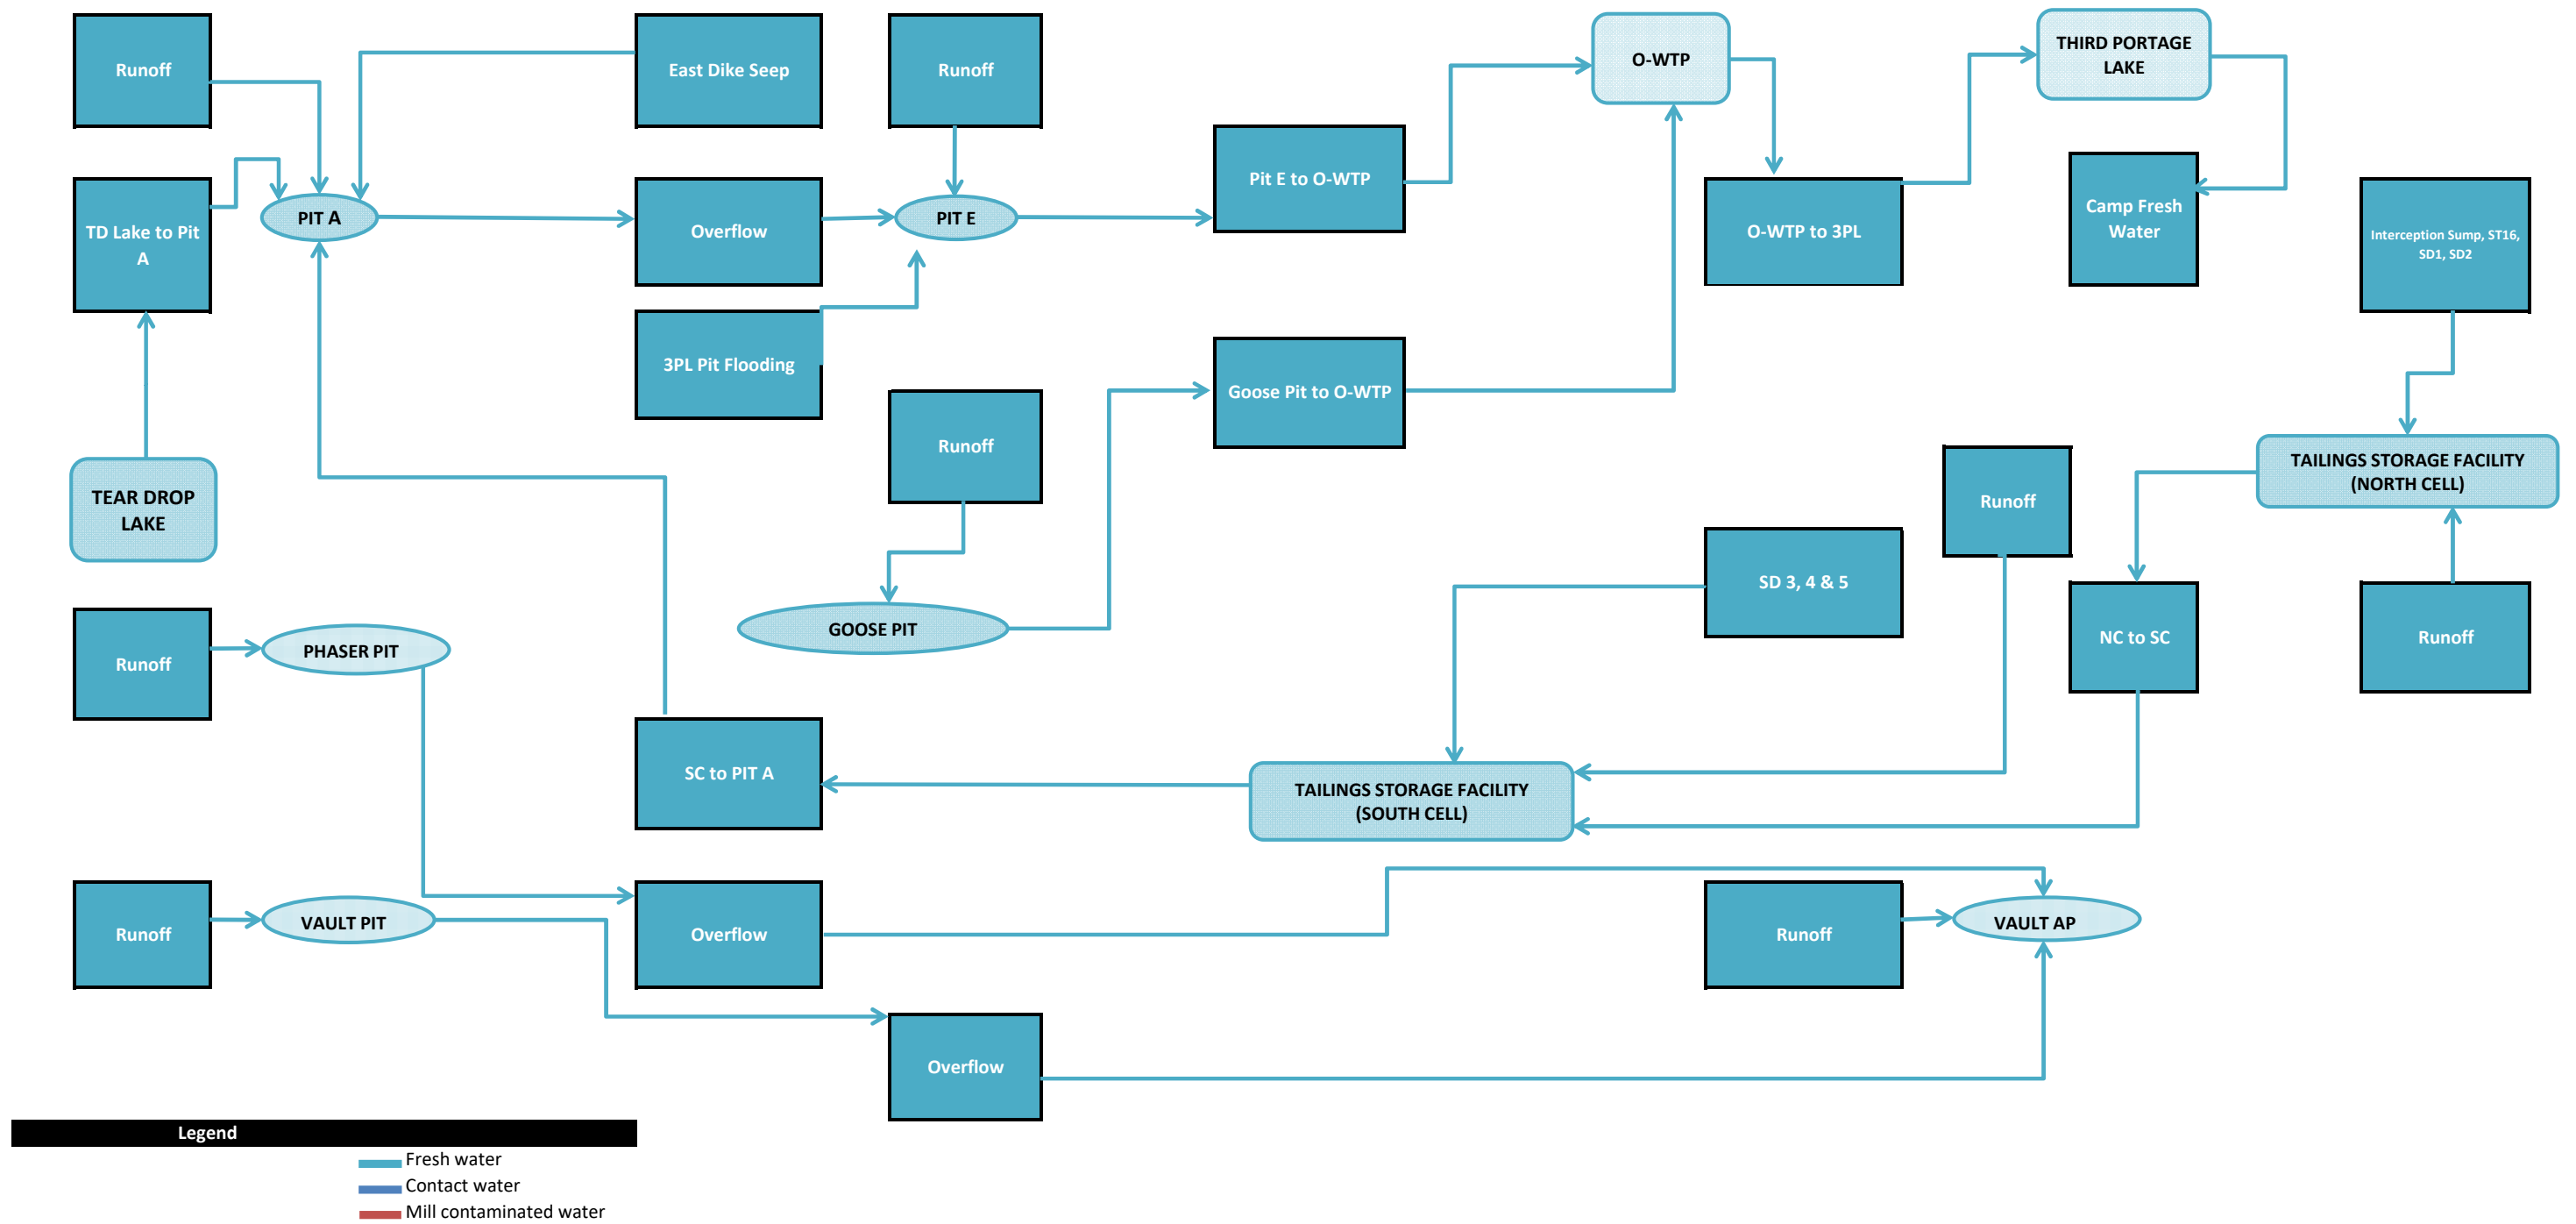 Runoff
East Dike Seep
Runoff
O-WTP
THIRD PORTAGE
LAKE
TD Lake to Pit
A
PIT A
Overflow
PIT E
Pit E to O-WTP
O-WTP to 3PL
Camp Fresh
Water
Interception Sump, ST16,
SD1, SD2
3PL Pit Flooding
Goose Pit to O-WTP
Runoff
TEAR DROP
LAKE
Runoff
TAILINGS STORAGE FACILITY
(NORTH CELL)
SD 3, 4 & 5
GOOSE PIT
NC to SC
Runoff
Runoff
PHASER PIT
SC to PIT A
TAILINGS STORAGE FACILITY
(SOUTH CELL)
Runoff
VAULT PIT
Overflow
Runoff
VAULT AP
Overflow
Legend
Fresh water
Contact water
Mill contaminated water